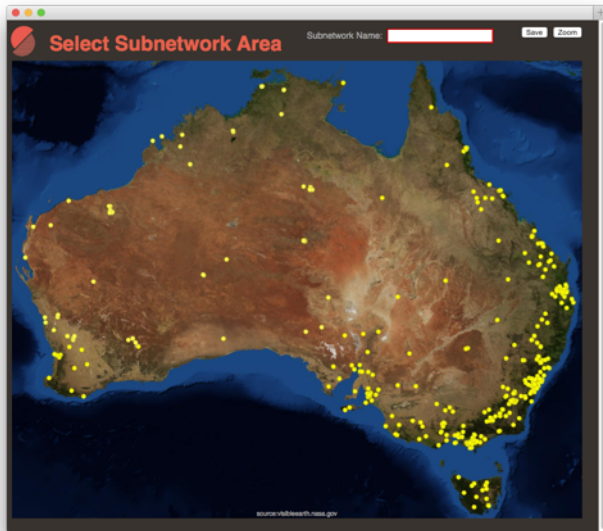 Select Subnetwork Area
Subnetwork Name:
Save
Zoom
source:visibleearth.nasa.gov